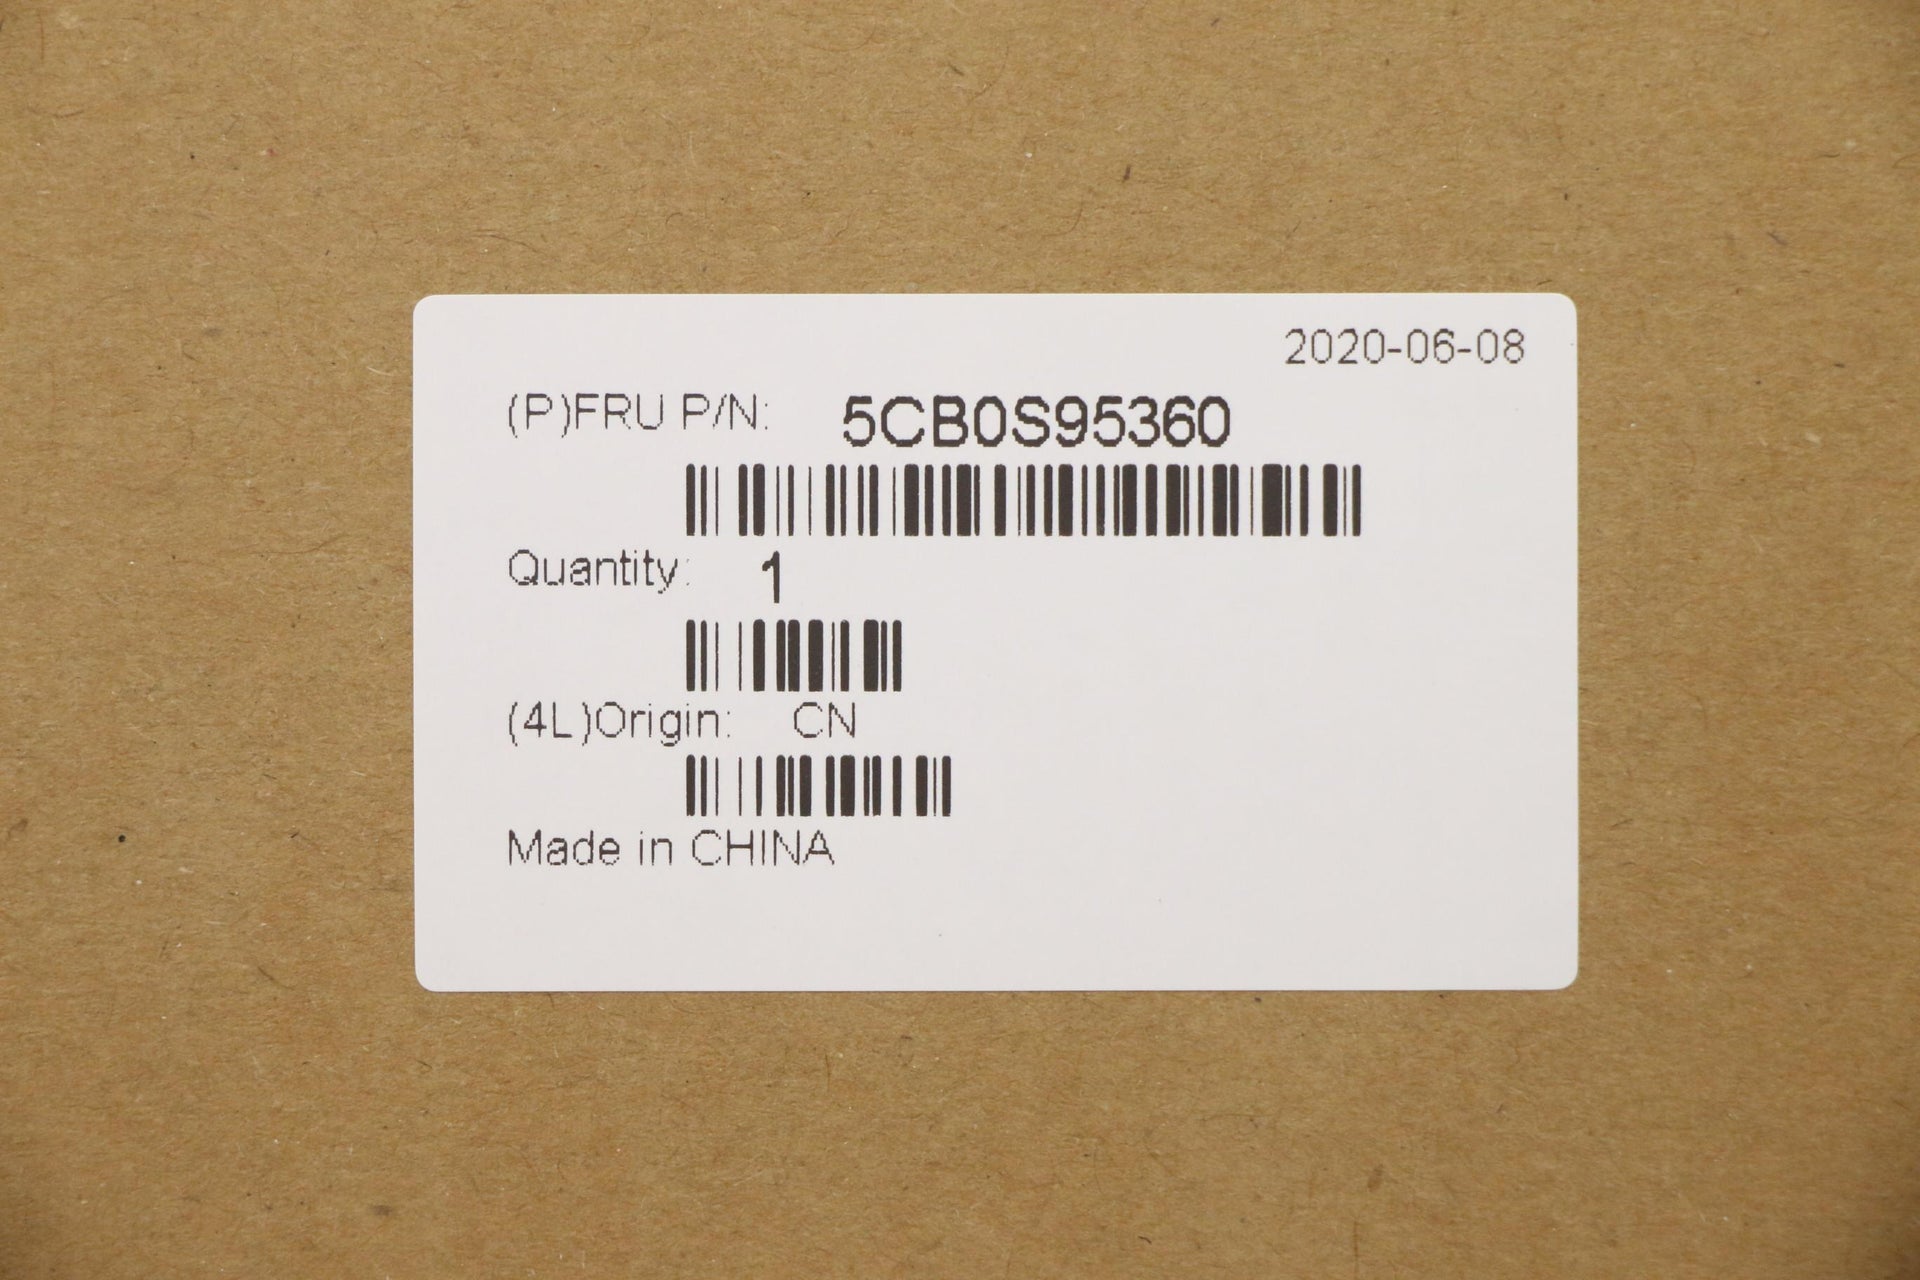 2020-06-08
(P)FRU P/N: 5CB0S95360
Quantity: 1
(4L)Origin: CN
Made in CHINA